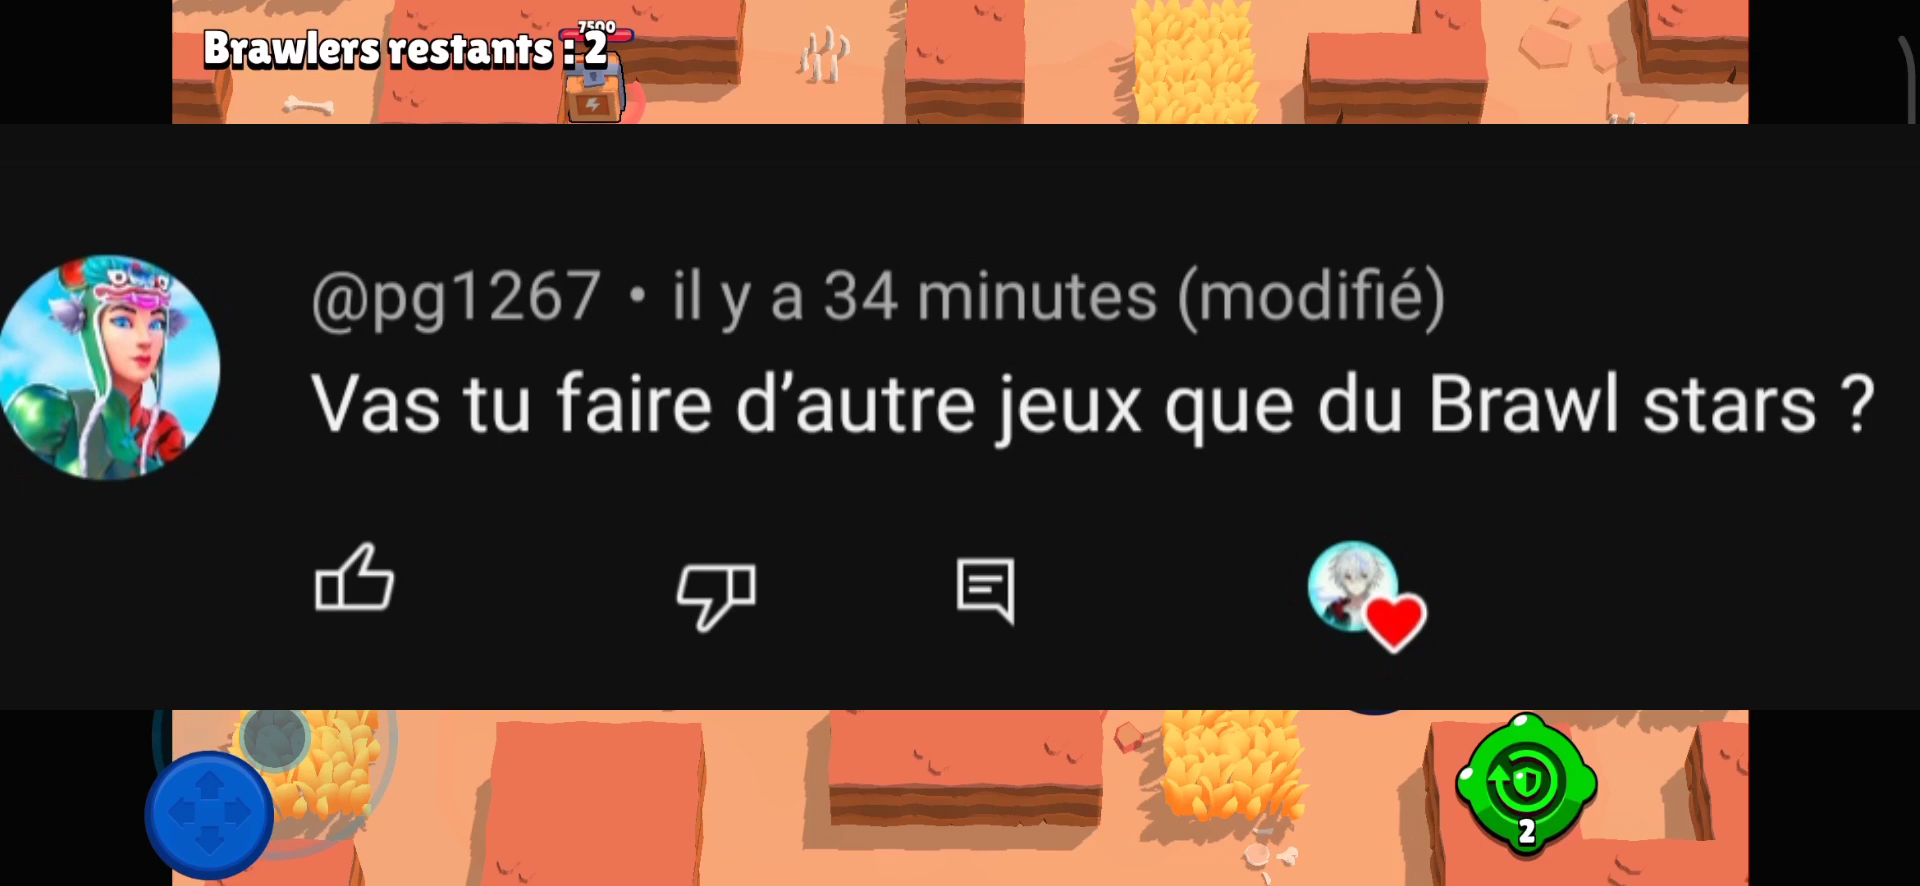 7500
Brawlers restants : 2
@pg1267 • il y a 34 minutes (modifié)
Vas tu faire d’autre jeux que du Brawl stars ?
2